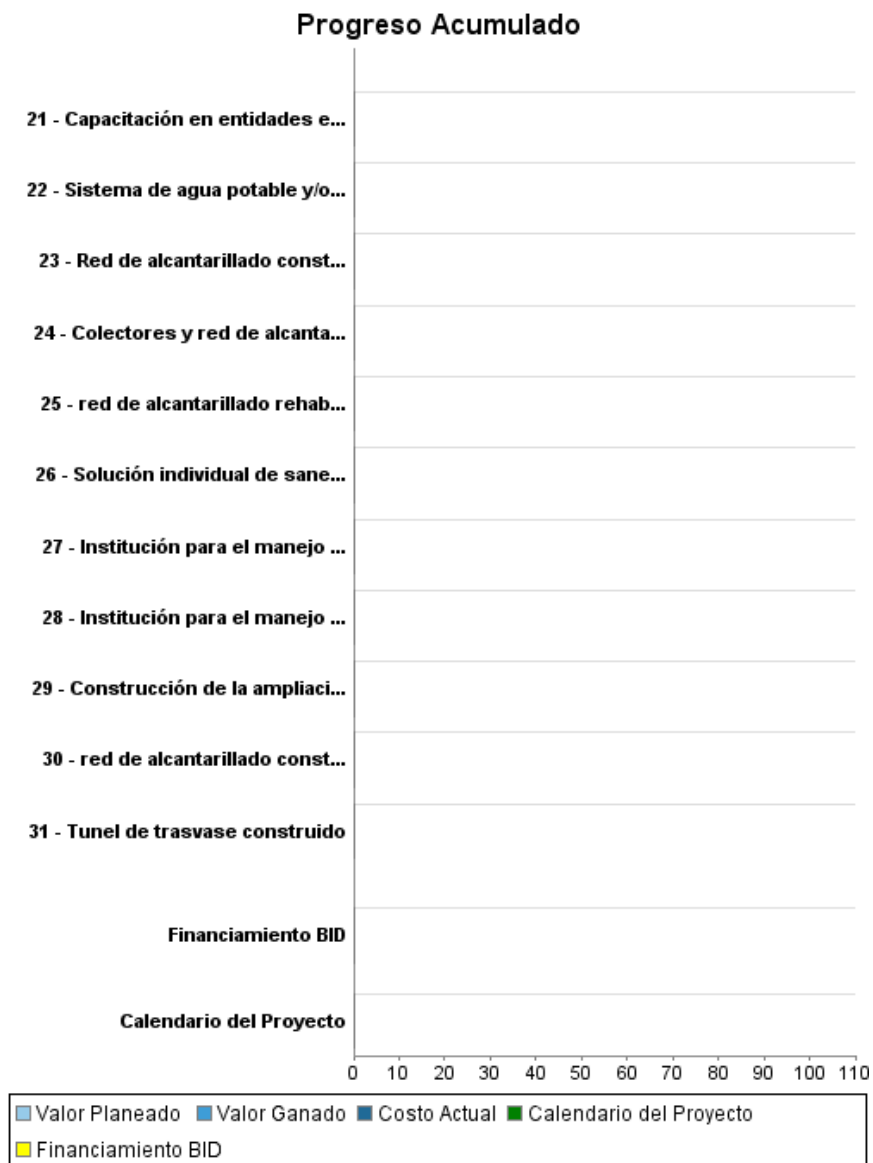 Progreso Acumulado
21 - Capacitación en entidades e...
22 - Sistema de agua potable y/o...
23 - Red de alcantarillado const...
24 - Colectores y red de alcanta...
25 - red de alcantarillado rehab...
26 - Solución individual de sane...
27 - Institución para el manejo ...
28 - Institución para el manejo ...
29 - Construcción de la ampliaci...
30 - red de alcantarillado const...
31 - Tunel de trasvase construido
Financiamiento BID
Calendario del Proyecto
0 10 20 30 40 50 60 70 80 90 100 110
Valor Planeado Valor Ganado Costo Actual Calendario del Proyecto
Financiamiento BID